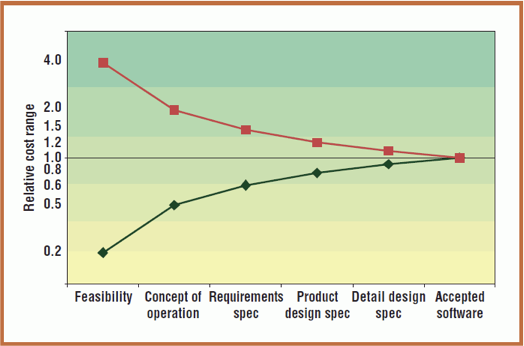 Relative cost range
4.0
2.0
1.5
1.2
1.0
0.8
0.6
0.5
0.2
Feasibility
Concept of
operation
Requirements
spec
Product
design spec
Detail design
spec
Accepted
software